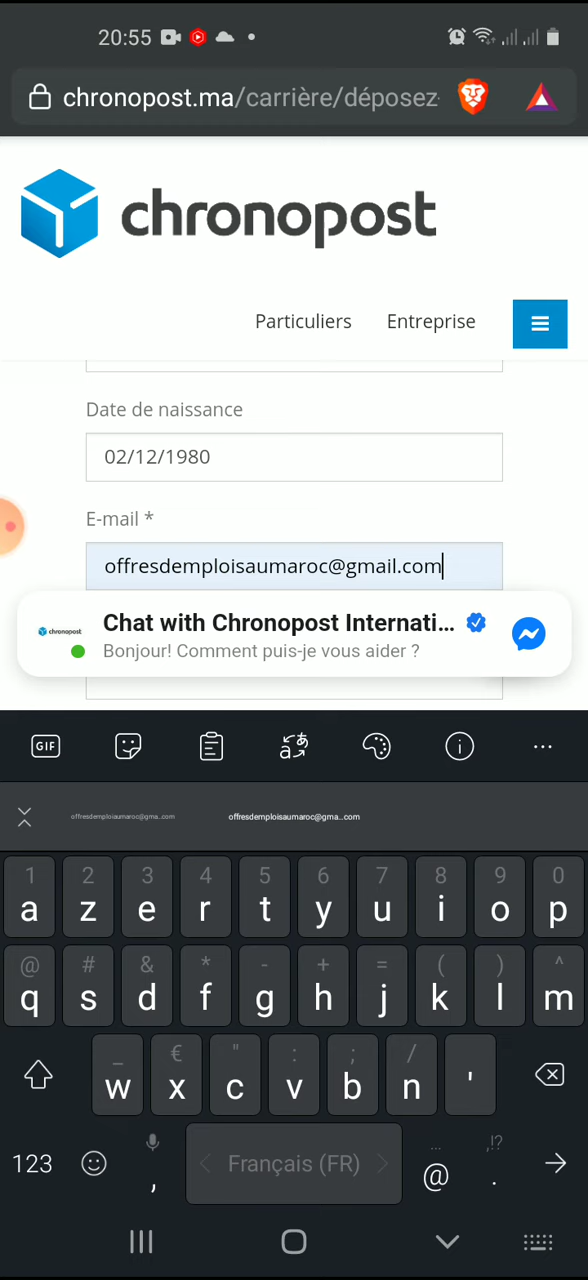 20:55
chronopost.ma/carrière/déposez
chronopost
Particuliers Entreprise
Date de naissance
02/12/1980
E-mail *
offresdemploisaumaroc@gmail.com
chronopost
Chat with Chronopost Internati...
Bonjour! Comment puis-je vous aider ?
GIF
offresdemploisaumaroc@gma...com offresdemploisaumaroc@gma...com
1 2 3 4 5 6 7 8 9 0
a z e r t y u i o p
@ # & * - + = ( ) ^
q s d f g h j k l m
_ € " : ; /
w x c v b n '
... ,!?
123 , Français (FR) @ .